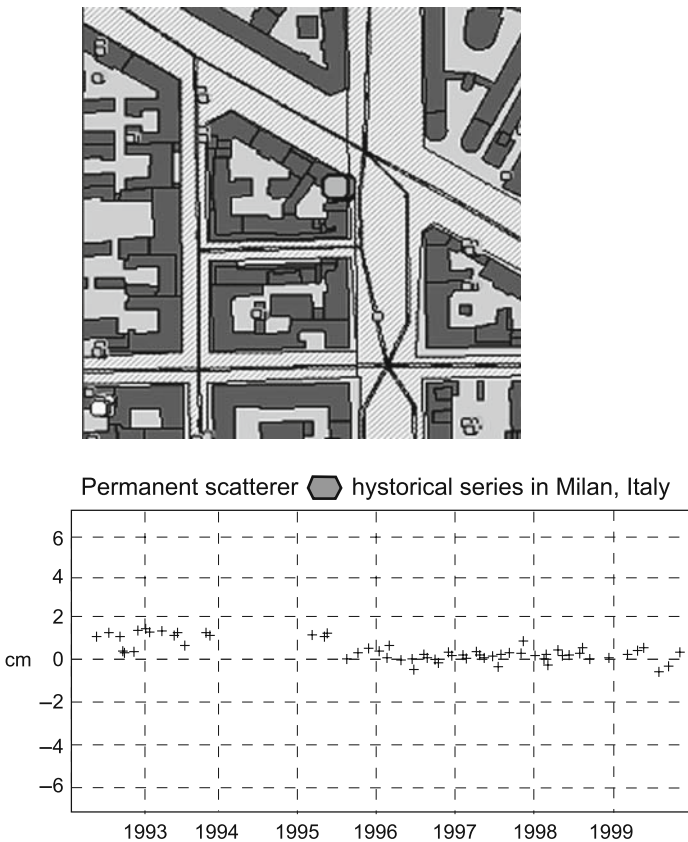 Permanent scatterer hystorical series in Milan, Italy
6
4
2
cm 0
–2
–4
–6
1993 1994 1995 1996 1997 1998 1999